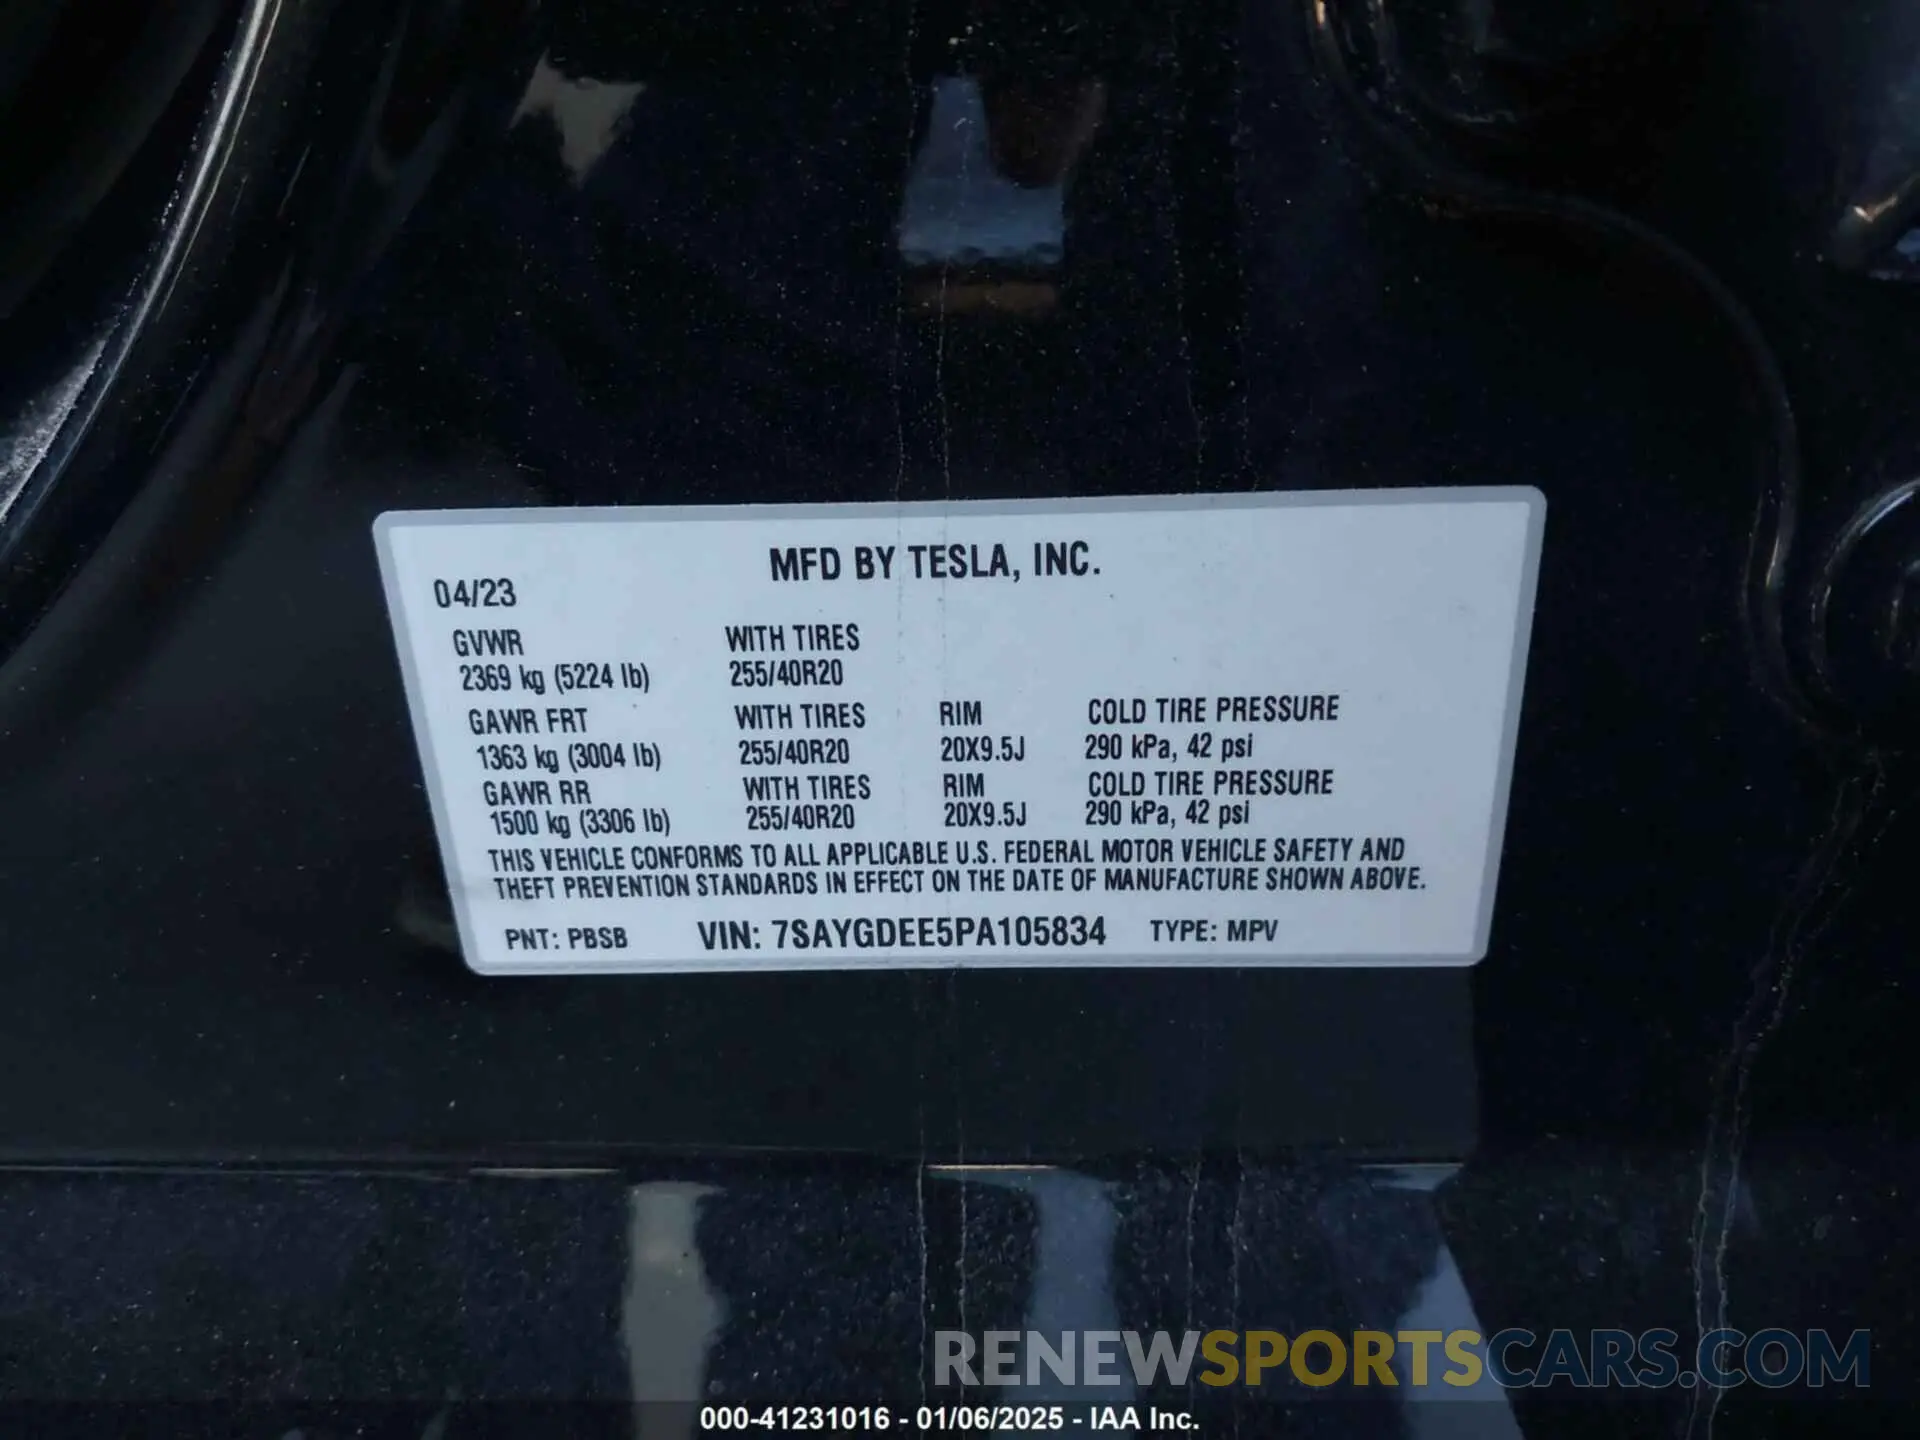 MFD BY TESLA, INC.
04/23
GVWR WITH TIRES
2369 kg (5224 lb) 255/40R20
GAWR FRT WITH TIRES RIM COLD TIRE PRESSURE
1363 kg (3004 lb) 255/40R20 20X9.5J 290 kPa, 42 psi
GAWR RR WITH TIRES RIM COLD TIRE PRESSURE
1500 kg (3306 lb) 255/40R20 20X9.5J 290 kPa, 42 psi
THIS VEHICLE CONFORMS TO ALL APPLICABLE U.S. FEDERAL MOTOR VEHICLE SAFETY AND
THEFT PREVENTION STANDARDS IN EFFECT ON THE DATE OF MANUFACTURE SHOWN ABOVE.
PNT: PBSB VIN: 7SAYGDEE5PA105834 TYPE: MPV
RENEWSPORTSCARS.COM
000-41231016 - 01/06/2025 - IAA Inc.